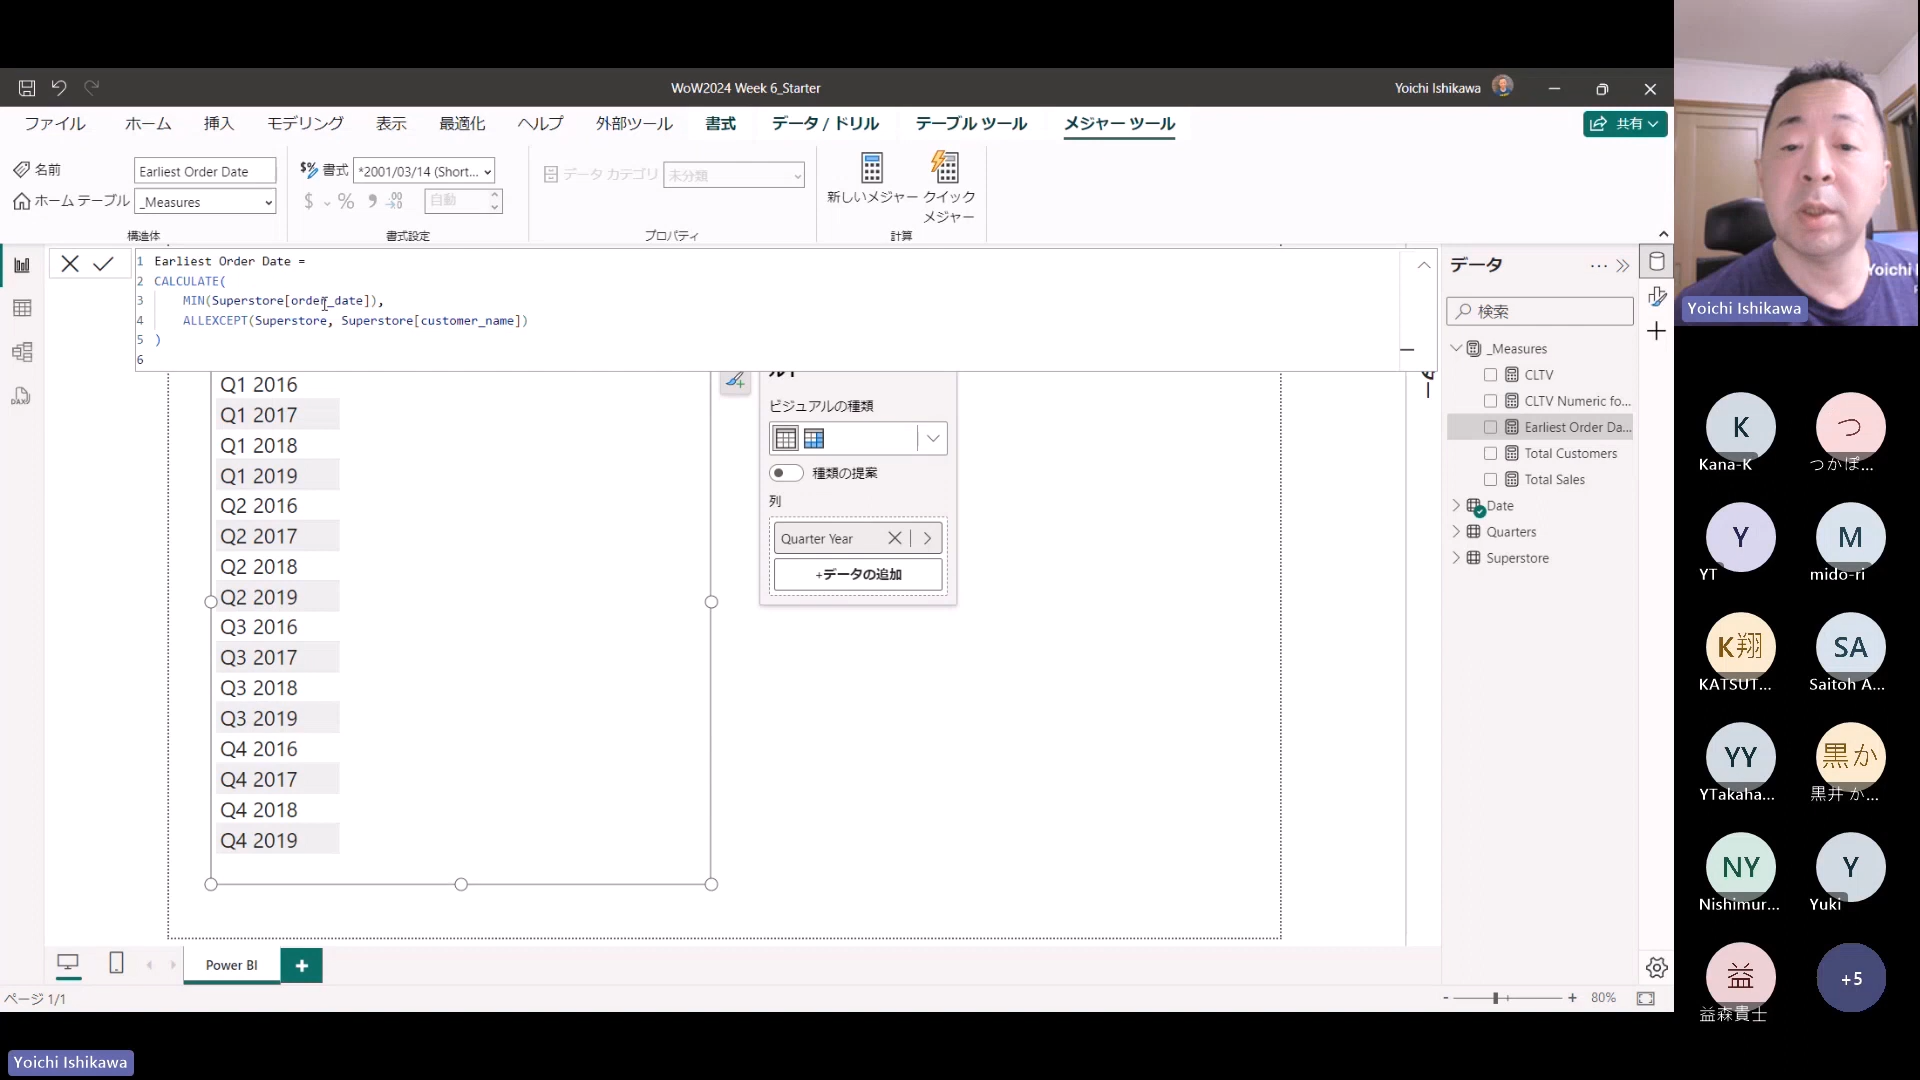 WoW2024 Week 6_Starter
Yoichi Ishikawa
ファイル
ホーム
挿入
モデリング
表示
最適化
ヘルプ
外部ツール
書式
データ / ドリル
テーブル ツール
メジャー ツール
共有
名前
Earliest Order Date
書式
*2001/03/14 (Short...
データ カテゴリ
未分類
新しいメジャー
クイック
メジャー
ホーム テーブル
_Measures
$
%
自動
構造体
書式設定
プロパティ
計算
1 Earliest Order Date =
2 CALCULATE(
3 MIN(Superstore[order_date]),
4 ALLEXCEPT(Superstore, Superstore[customer_name])
5 )
6
Q1 2016
Q1 2017
Q1 2018
Q1 2019
Q2 2016
Q2 2017
Q2 2018
Q2 2019
Q3 2016
Q3 2017
Q3 2018
Q3 2019
Q4 2016
Q4 2017
Q4 2018
Q4 2019
ビジュアルの種類
種類の提案
列
Quarter Year
+データの追加
データ
検索
_Measures
CLTV
CLTV Numeric fo...
Earliest Order Da...
Total Customers
Total Sales
Date
Quarters
Superstore
DAX
Power BI
ページ 1/1
- + 80%
Yoichi Ishikawa
Yoichi I
K
Kana-K
つ
つかぽ...
Y
YT
M
mido-ri
K翔
KATSUT...
SA
Saitoh A...
YY
YTakaha...
黒か
黒井 か...
NY
Nishimur...
Y
Yuki
益
益森貴士
+5
Yoichi Ishikawa